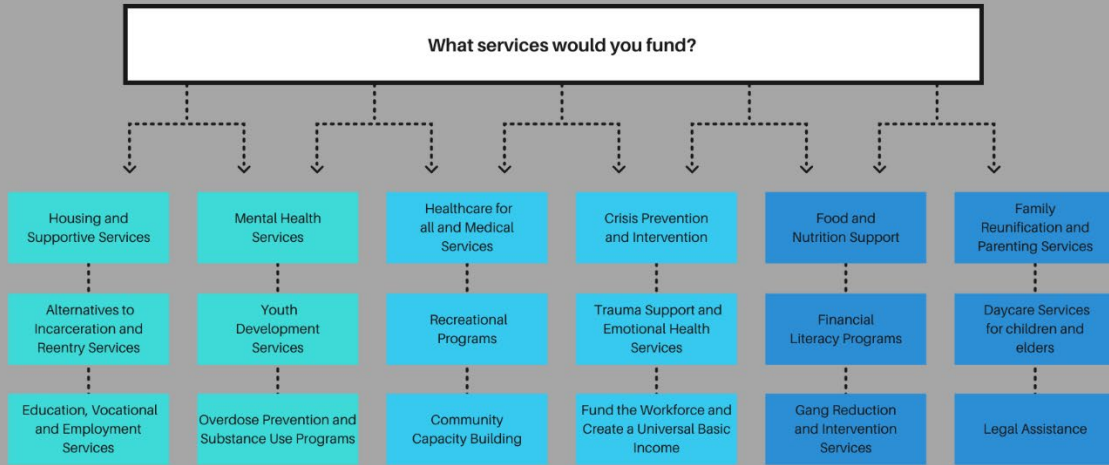 What services would you fund?
Housing and
Supportive Services
Mental Health
Services
Healthcare for
all and Medical
Services
Crisis Prevention
and Intervention
Food and
Nutrition Support
Family
Reunification and
Parenting Services
Alternatives to
Incarceration and
Reentry Services
Youth
Development
Services
Recreational
Programs
Trauma Support and
Emotional Health
Services
Financial
Literacy Programs
Daycare Services
for children and
elders
Education, Vocational
and Employment
Services
Overdose Prevention and
Substance Use Programs
Community
Capacity Building
Fund the Workforce and
Create a Universal Basic
Income
Gang Reduction
and Intervention
Services
Legal Assistance